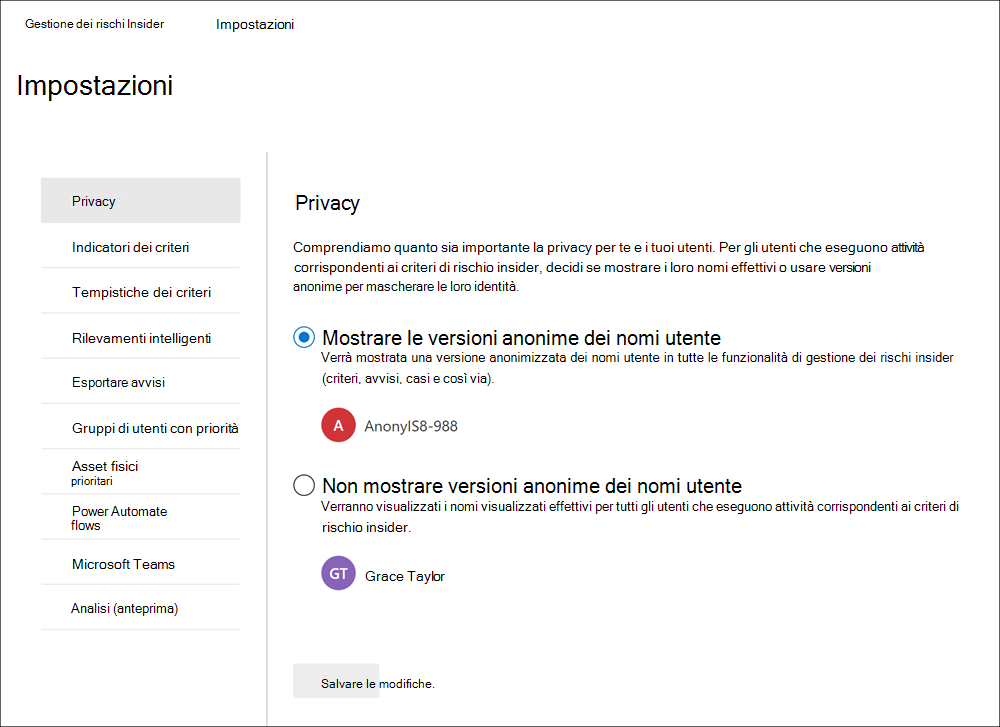 Gestione dei rischi Insider
Impostazioni
Impostazioni
Privacy
Indicatori dei criteri
Tempistiche dei criteri
Rilevamenti intelligenti
Esportare avvisi
Gruppi di utenti con priorità
Asset fisici
prioritari
Power Automate
flows
Microsoft Teams
Analisi (anteprima)
Privacy
Comprendiamo quanto sia importante la privacy per te e i tuoi utenti. Per gli utenti che eseguono attività
corrispondenti ai criteri di rischio insider, decidi se mostrare i loro nomi effettivi o usare versioni
anonime per mascherare le loro identità.
Mostrare le versioni anonime dei nomi utente
Verrà mostrata una versione anonimizzata dei nomi utente in tutte le funzionalità di gestione dei rischi insider
(criteri, avvisi, casi e così via).
A AnonyIS8-988
Non mostrare versioni anonime dei nomi utente
Verranno visualizzati i nomi visualizzati effettivi per tutti gli utenti che eseguono attività corrispondenti ai criteri di
rischio insider.
GT Grace Taylor
Salvare le modifiche.